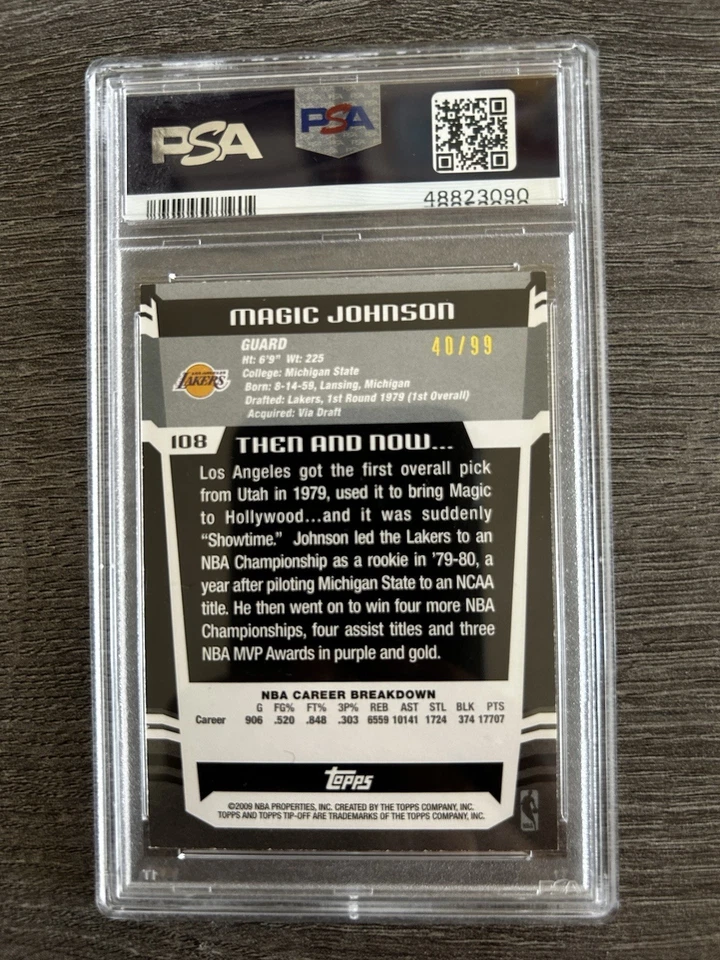 PSA
PSA
48823090
MAGIC JOHNSON
GUARD
40/99
Ht: 6'9" Wt: 225
College: Michigan State
Born: 8-14-59, Lansing, Michigan
Drafted: Lakers, 1st Round 1979 (1st Overall)
Acquired: Via Draft
LAKERS
108 THEN AND NOW...
Los Angeles got the first overall pick
from Utah in 1979, used it to bring Magic
to Hollywood...and it was suddenly
“Showtime.” Johnson led the Lakers to an
NBA Championship as a rookie in '79-80, a
year after piloting Michigan State to an NCAA
title. He then went on to win four more NBA
Championships, four assist titles and three
NBA MVP Awards in purple and gold.
NBA CAREER BREAKDOWN
G FG% FT% 3P% REB AST STL BLK PTS
Career 906 .520 .848 .303 6559 10141 1724 374 17707
Topps
©2009 NBA PROPERTIES, INC. CREATED BY THE TOPPS COMPANY, INC.
TOPPS AND TOPPS TIP-OFF ARE TRADEMARKS OF THE TOPPS COMPANY, INC.